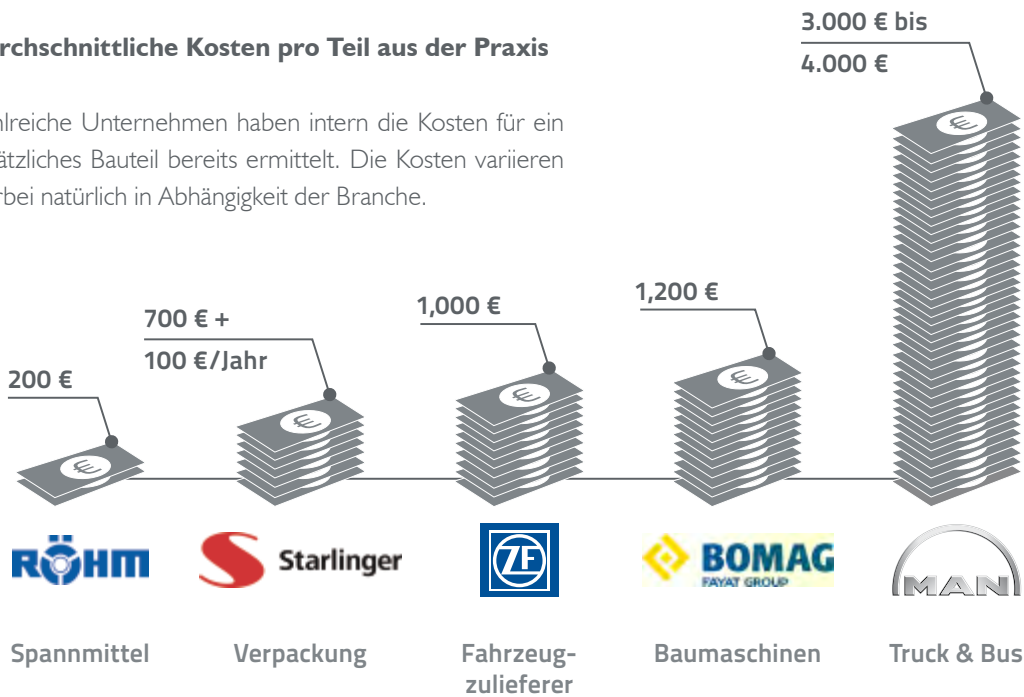 rchschnittliche Kosten pro Teil aus der Praxis
hlreiche Unternehmen haben intern die Kosten für ein
ätzliches Bauteil bereits ermittelt. Die Kosten variieren
rbei natürlich in Abhängigkeit der Branche.
200 €
700 € +
100 €/Jahr
1,000 €
1,200 €
3.000 € bis
4.000 €
RÖHM
Starlinger
ZF
BOMAG
FAYAT GROUP
MAN
Spannmittel
Verpackung
Fahrzeug-
zulieferer
Baumaschinen
Truck & Bus